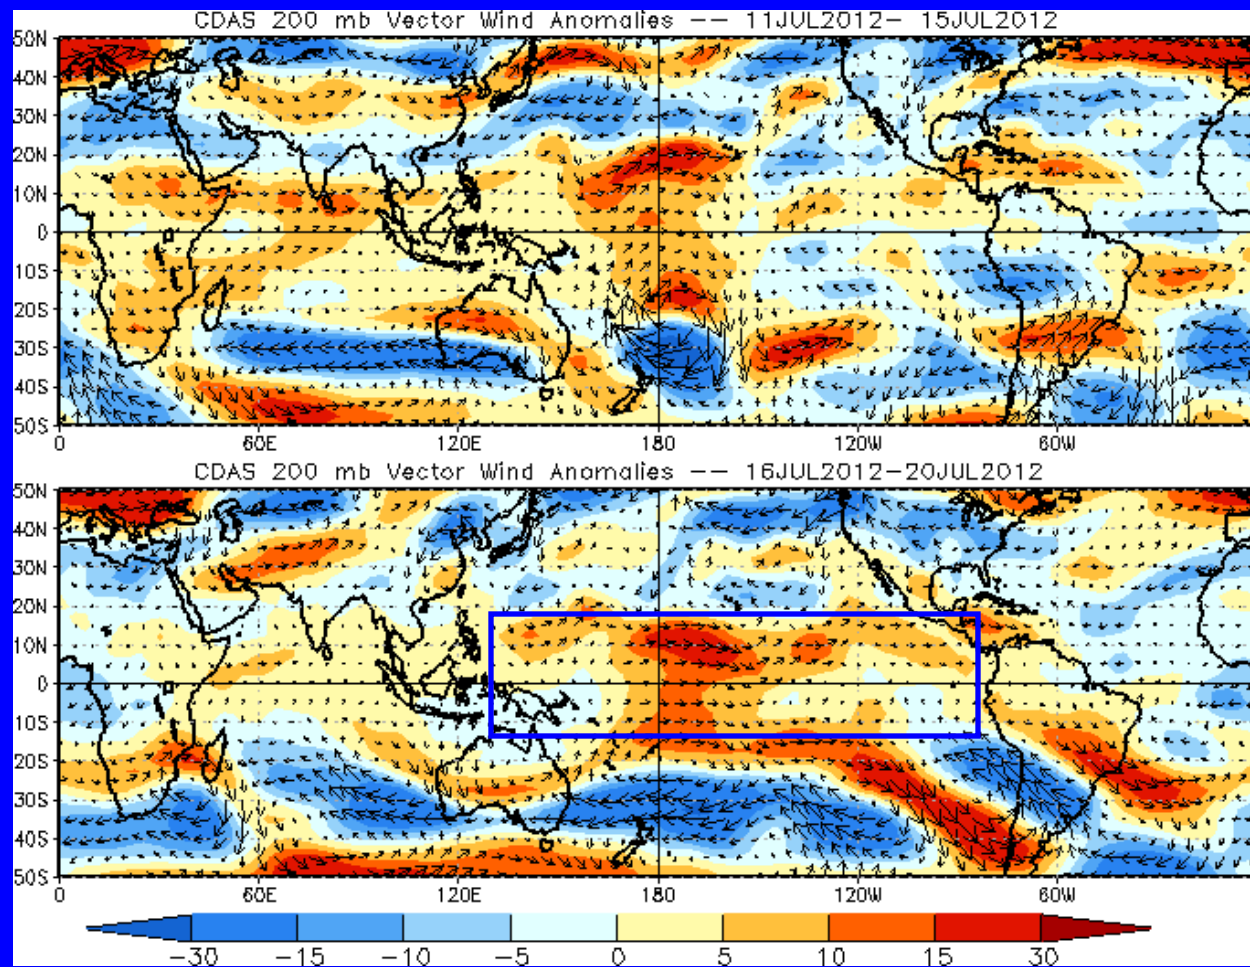 CDAS 200 mb Vector Wind Anomalies -- 11JUL2012- 15JUL2012
50N
40N
30N
20N
10N
0
10S
20S
30S
40S
50S
0 60E 120E 180 120W 60W
CDAS 200 mb Vector Wind Anomalies -- 16JUL2012-20JUL2012
50N
40N
30N
20N
10N
0
10S
20S
30S
40S
50S
0 60E 120E 180 120W 60W
-30 -15 -10 -5 0 5 10 15 30